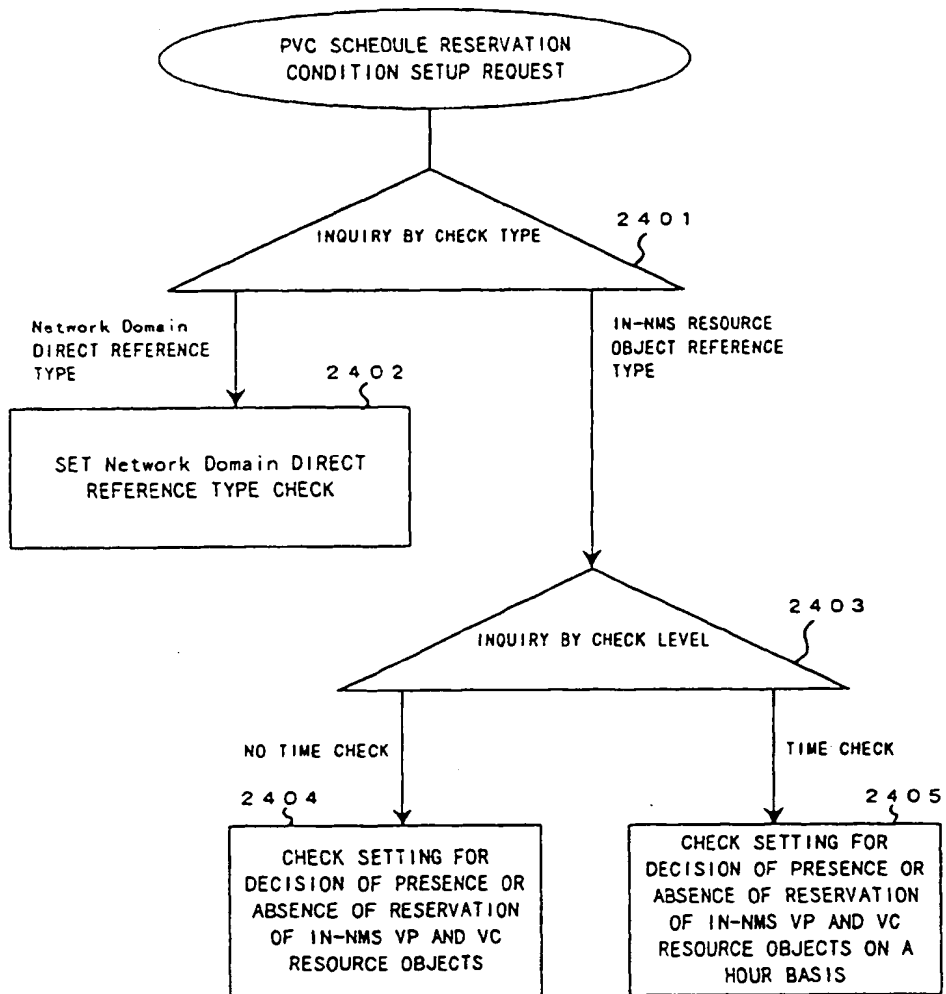 PVC SCHEDULE RESERVATION
CONDITION SETUP REQUEST
INQUIRY BY CHECK TYPE
2401
Network Domain
DIRECT REFERENCE
TYPE
IN-NMS RESOURCE
OBJECT REFERENCE
TYPE
2402
SET Network Domain DIRECT
REFERENCE TYPE CHECK
INQUIRY BY CHECK LEVEL
2403
NO TIME CHECK
TIME CHECK
2404
CHECK SETTING FOR
DECISION OF PRESENCE OR
ABSENCE OF RESERVATION
OF IN-NMS VP AND VC
RESOURCE OBJECTS
2405
CHECK SETTING FOR
DECISION OF PRESENCE OR
ABSENCE OF RESERVATION
OF IN-NMS VP AND VC
RESOURCE OBJECTS ON A
HOUR BASIS